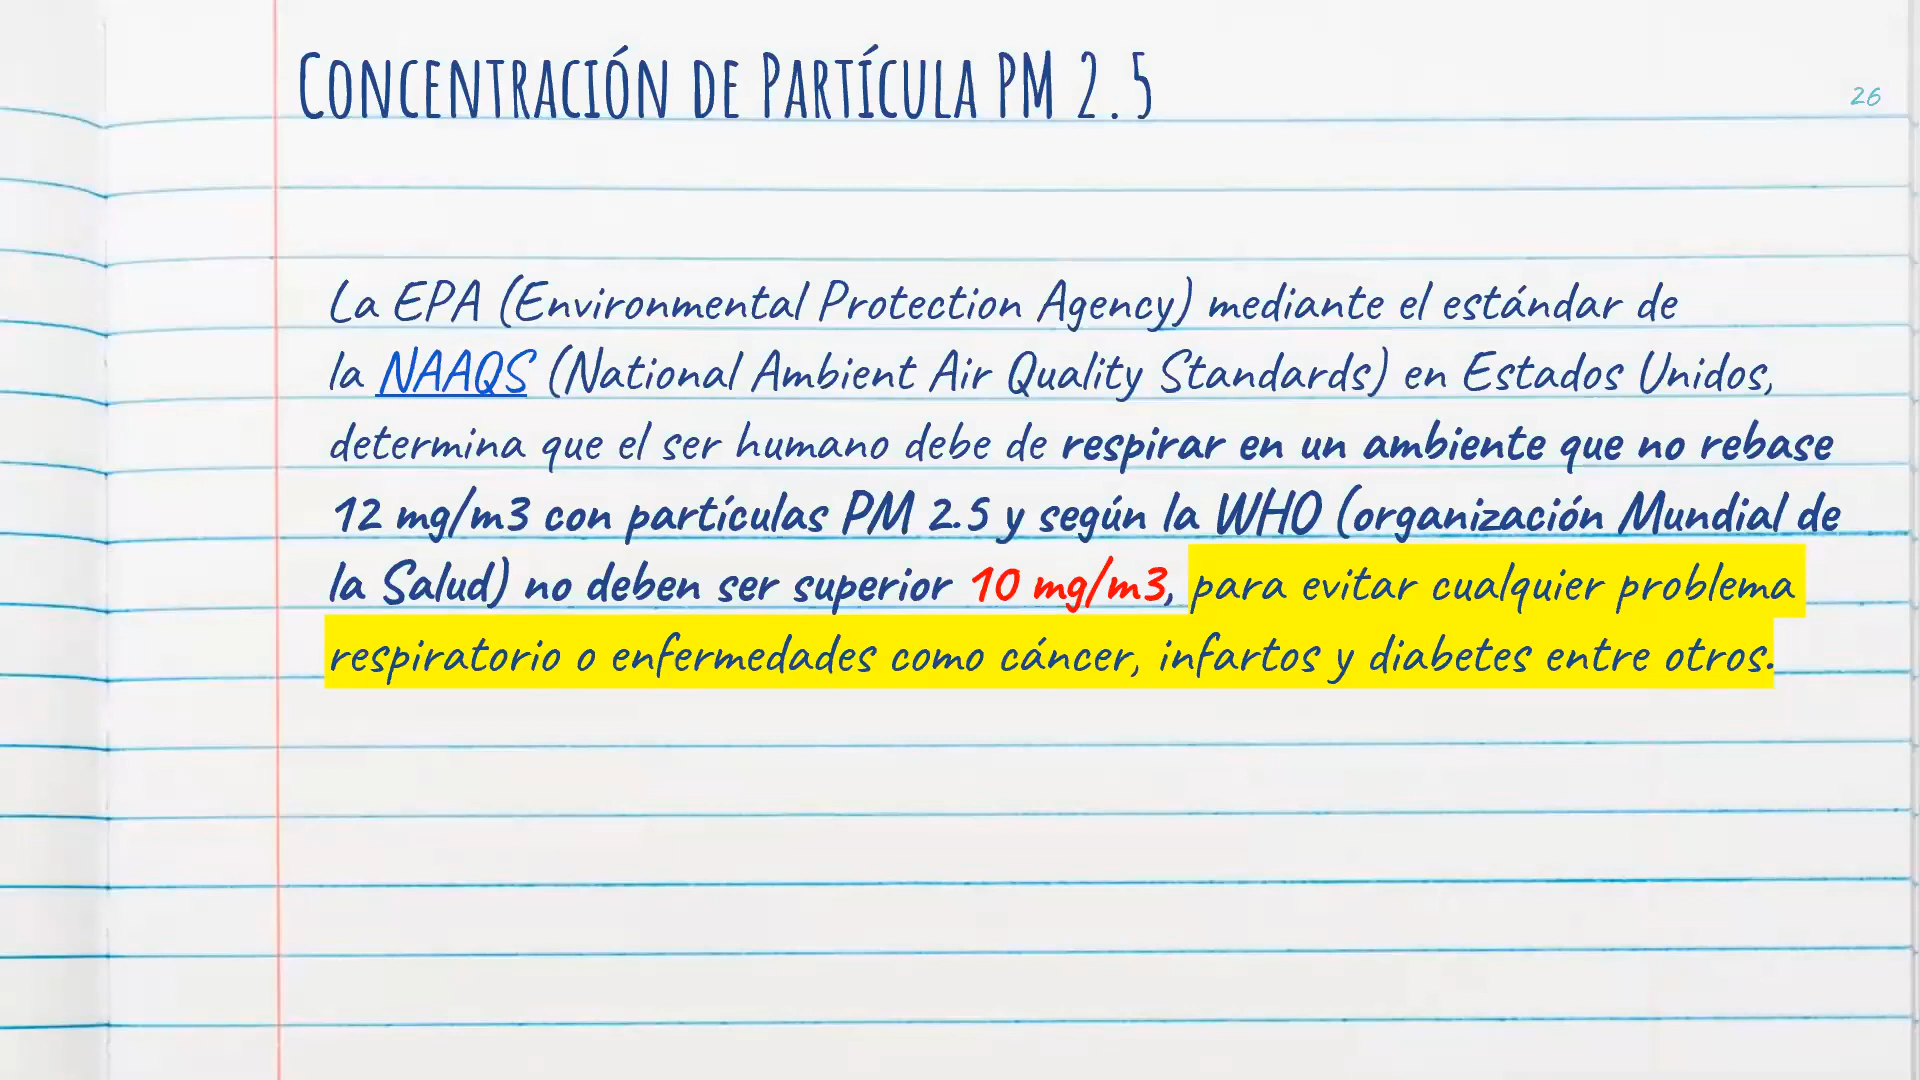 Concentración de Partícula PM 2.5
26
La EPA (Environmental Protection Agency) mediante el estándar de
la NAAQS (National Ambient Air Quality Standards) en Estados Unidos,
determina que el ser humano debe de respirar en un ambiente que no rebase
12 mg/m3 con partículas PM 2.5 y según la WHO (organización Mundial de
la Salud) no deben ser superior 10 mg/m3, para evitar cualquier problema
respiratorio o enfermedades como cáncer, infartos y diabetes entre otros.